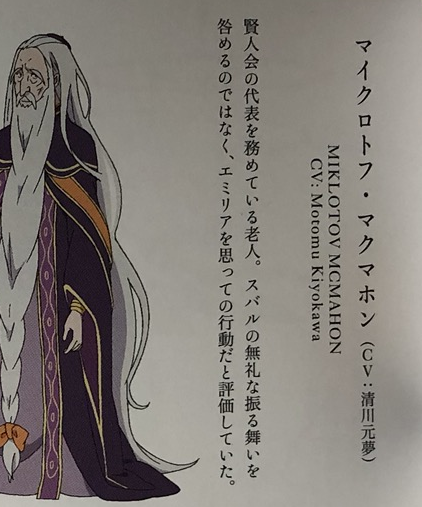 マイクロトフ・マクマホン（CV：清川元夢）
MIKLOTOV MCMAHON
CV: Motomu Kiyokawa
賢人会の代表を務めている老人。スバルの無礼な振る舞いを
咎めるのではなく、エミリアを思っての行動だと評価していた。